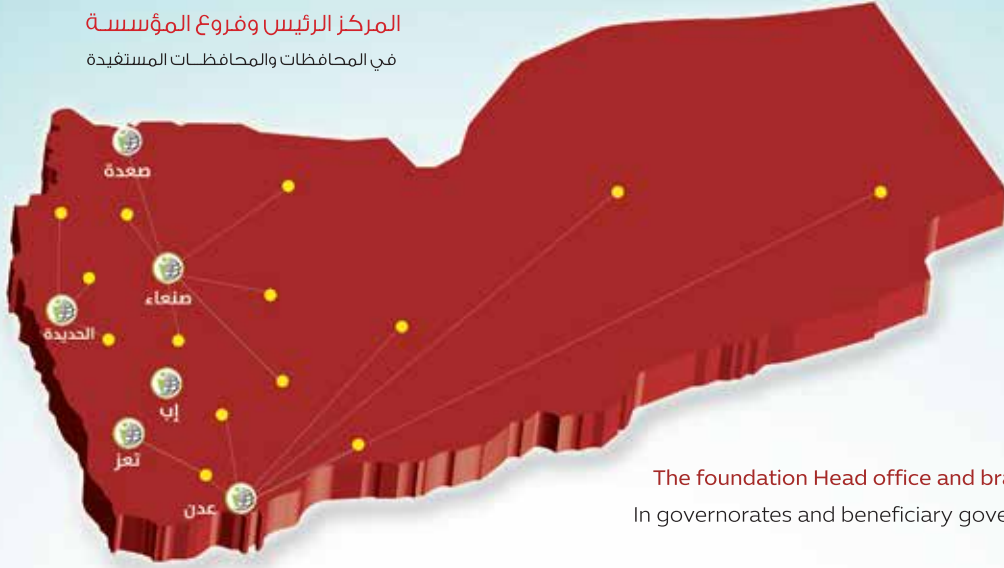 المركز الرئيس وفروع المؤسسة
في المحافظات والمحافظات المستفيدة
صعدة
صنعاء
الحديدة
إب
تعز
عدن
The foundation Head office and bra
In governorates and beneficiary gove